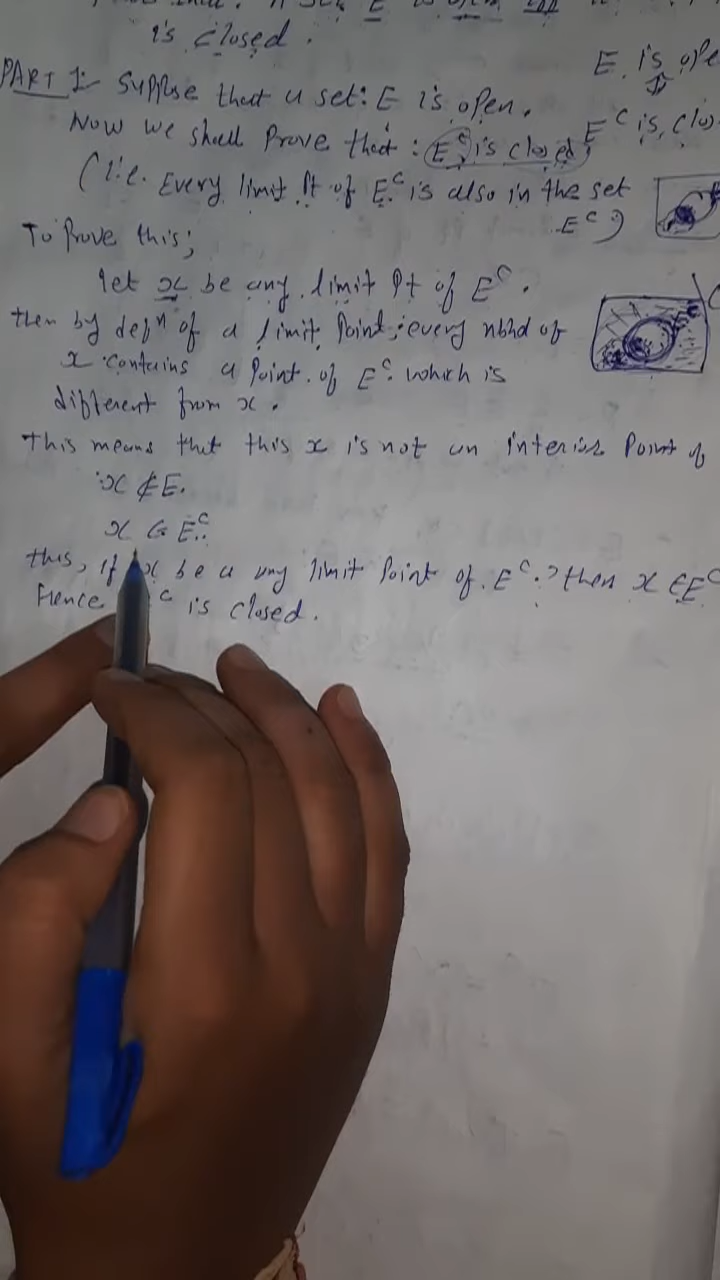 is closed.
E is ope
PART 1:- Suppose that a set: E is open.
Now we shall prove that: E^c is closed
E^c is, clos
(i.e. Every limit pt of E^c is also in the set
E^c)
To Prove this;
let x be any limit pt of E^c.
then by def^n of a limit point; every nbhd of
x contains a point of E^c which is
different from x.
This means that this x is not an interior point of
x ∉ E.
x ∈ E^c
this, if x be a any limit point of E^c; then x ∈ E^c
Hence c is closed.